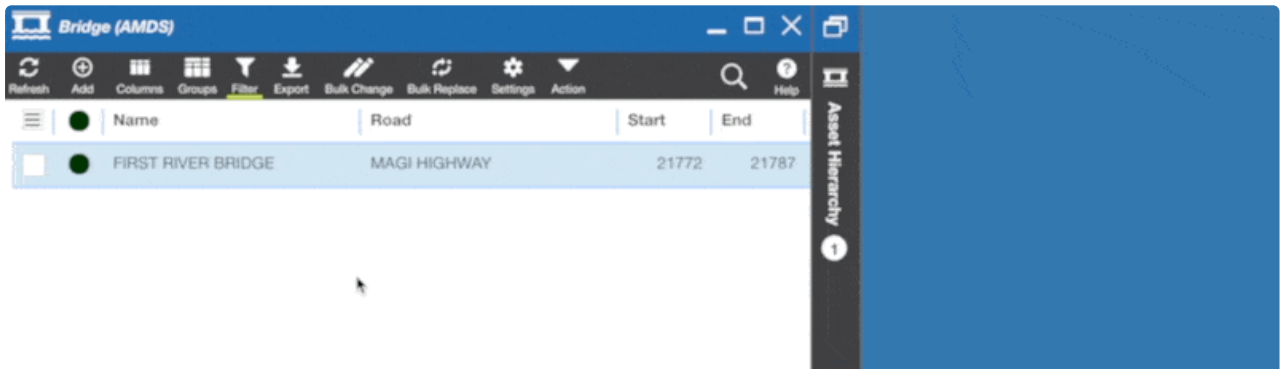 Bridge (AMDS)
Refresh Add Columns Groups Filter Export Bulk Change Bulk Replace Settings Action Help
Name Road Start End
FIRST RIVER BRIDGE MAGI HIGHWAY 21772 21787
Asset Hierarchy 1